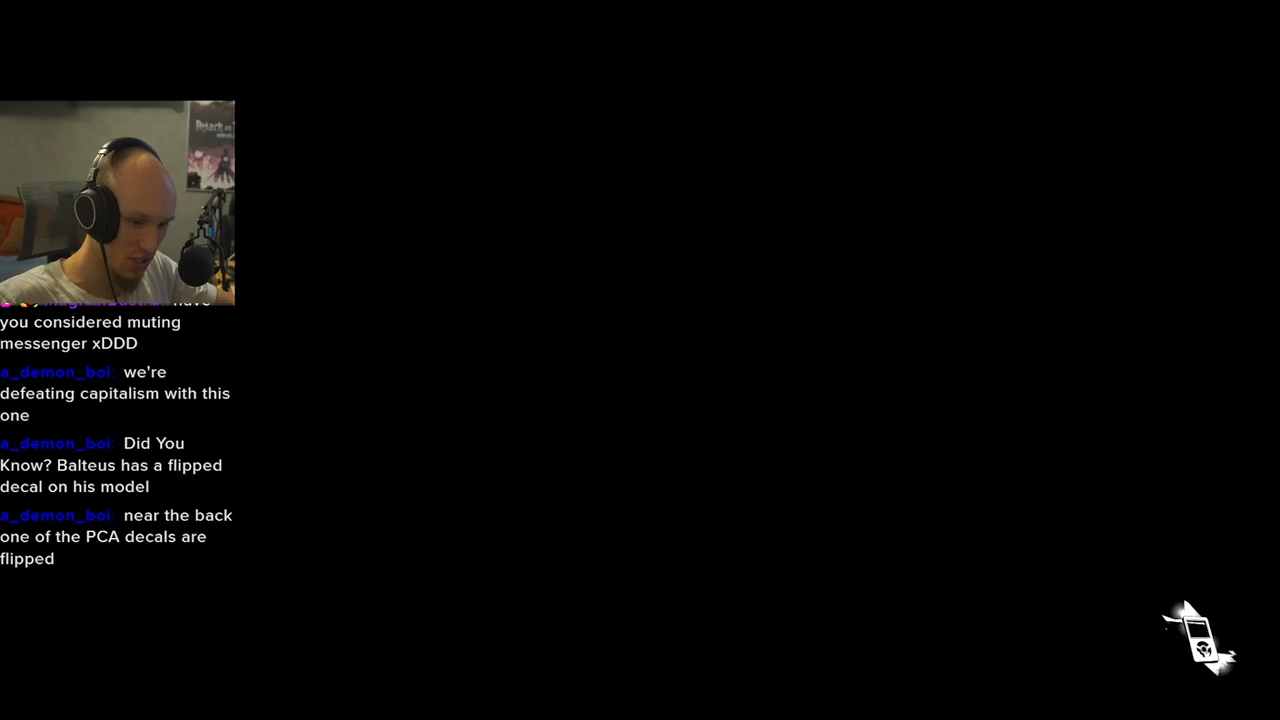 Attack on
have
you considered muting
messenger xDDD
a_demon_boi: we're
defeating capitalism with this
one
a_demon_boi: Did You
Know? Balteus has a flipped
decal on his model
a_demon_boi: near the back
one of the PCA decals are
flipped